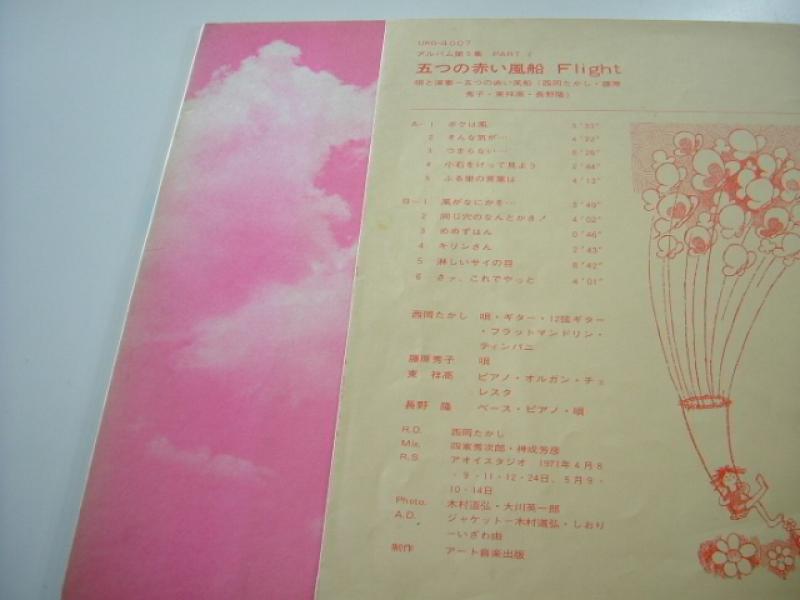 URG-4007
アルバム第5集 PART 2
五つの赤い風船 Flight
唄と演奏—五つの赤い風船(西岡たかし・藤原
秀子・東祥高・長野隆)
A-1 ボクは風 5'33"
2 そんな気が… 4'22"
3 つまらない… 6'26"
4 小石をけって見よう 2'44"
5 ふる里の言葉は 4'13"
B-1 風がなにかを… 3'49"
2 同じ穴のなんとかさ! 4'02"
3 めめずはん 0'46"
4 キリンさん 2'43"
5 淋しいサイの目 8'42"
6 さァ、これでやっと 4'01"
西岡たかし 唄・ギター・12弦ギター
・フラットマンドリン・
ティンパニ
藤原秀子 唄
東 祥高 ピアノ・オルガン・チェ
レスタ
長野 隆 ベース・ピアノ・唄
R.D. 西岡たかし
Mix. 四家秀次郎・榊成芳彦
R.S. アオイスタジオ 1971年4月8
・9・11・12・24日、5月9・
10・14日
Photo. 木村道弘・大川英一郎
A.D. ジャケット—木村道弘・しおり
—いざわ由
制作 アート音楽出版